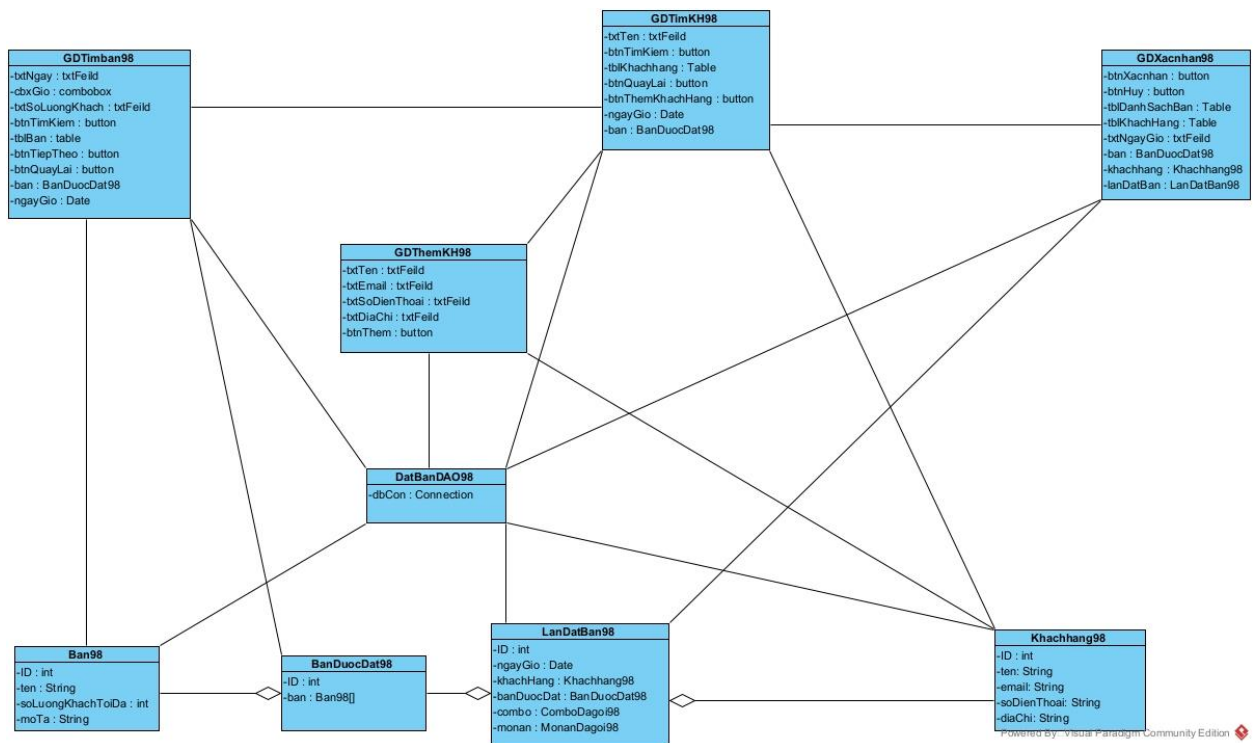 GDTimban98
-txtNgay : txtFeild
-cbxGio : combobox
-txtSoLuongKhach : txtFeild
-btnTimKiem : button
-tblBan : table
-btnTiepTheo : button
-btnQuayLai : button
-ban : BanDuocDat98
-ngayGio : Date
GDTimKH98
-txtTen : txtFeild
-btnTimKiem : button
-tblKhachhang : Table
-btnQuayLai : button
-btnThemKhachHang : button
-ngayGio : Date
-ban : BanDuocDat98
GDXacnhan98
-btnXacnhan : button
-btnHuy : button
-tblDanhSachBan : Table
-tblKhachHang : Table
-txtNgayGio : txtFeild
-ban : BanDuocDat98
-khachhang : Khachhang98
-lanDatBan : LanDatBan98
GDThemKH98
-txtTen : txtFeild
-txtEmail : txtFeild
-txtSoDienThoai : txtFeild
-txtDiaChi : txtFeild
-btnThem : button
DatBanDAO98
-dbCon : Connection
Ban98
-ID : int
-ten : String
-soLuongKhachToiDa : int
-moTa : String
BanDuocDat98
-ID : int
-ban : Ban98[]
LanDatBan98
-ID : int
-ngayGio : Date
-khachHang : Khachhang98
-banDuocDat : BanDuocDat98
-combo : ComboDagoi98
-monan : MonanDagoi98
Khachhang98
-ID : int
-ten: String
-email: String
-soDienThoai: String
-diaChi: String
Powered By: Visual Paradigm Community Edition